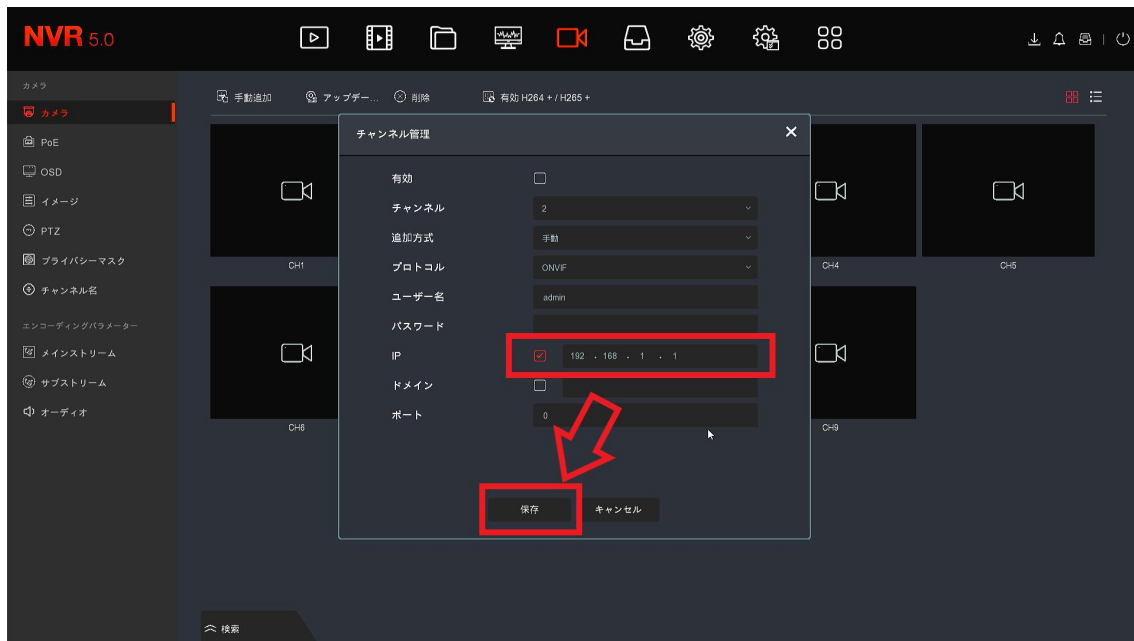 NVR 5.0
カメラ
カメラ
PoE
OSD
イメージ
PTZ
プライバシーマスク
チャンネル名
エンコーディングパラメーター
メインストリーム
サブストリーム
オーディオ
手動追加 アップデー... 削除 有効 H264 + / H265 +
チャンネル管理
有効
チャンネル 2
追加方式 手動
プロトコル ONVIF
ユーザー名 admin
パスワード
IP 192 . 168 . 1 . 1
ドメイン
ポート 0
保存 キャンセル
CH1 CH4 CH5
CH6 CH9
検索